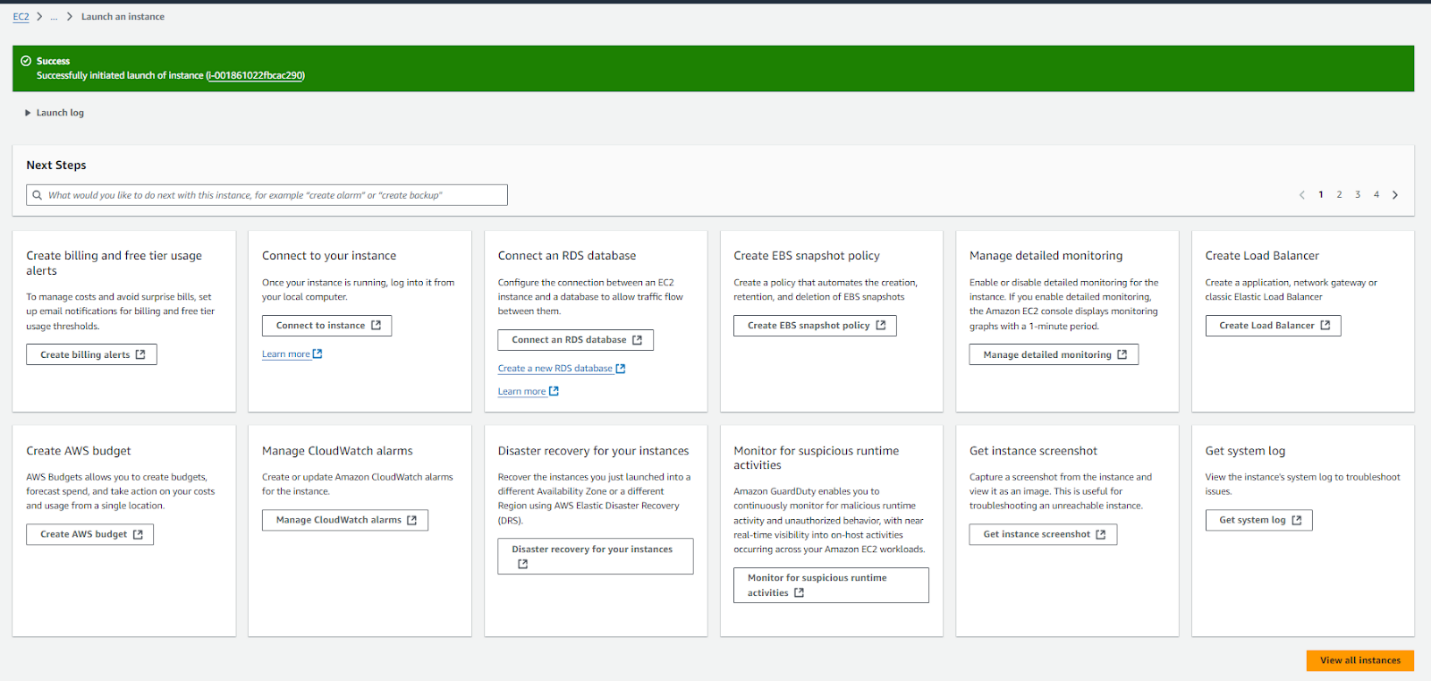 EC2 > ... > Launch an instance
Success
Successfully initiated launch of instance (i-001861022fbcac290)
Launch log
Next Steps
What would you like to do next with this instance, for example "create alarm" or "create backup"
< 1 2 3 4 >
Create billing and free tier usage
alerts
To manage costs and avoid surprise bills, set
up email notifications for billing and free tier
usage thresholds.
Create billing alerts
Connect to your instance
Once your instance is running, log into it from
your local computer.
Connect to instance
Learn more
Connect an RDS database
Configure the connection between an EC2
instance and a database to allow traffic flow
between them.
Connect an RDS database
Create a new RDS database
Learn more
Create EBS snapshot policy
Create a policy that automates the creation,
retention, and deletion of EBS snapshots
Create EBS snapshot policy
Manage detailed monitoring
Enable or disable detailed monitoring for the
instance. If you enable detailed monitoring,
the Amazon EC2 console displays monitoring
graphs with a 1-minute period.
Manage detailed monitoring
Create Load Balancer
Create a application, network gateway or
classic Elastic Load Balancer
Create Load Balancer
Create AWS budget
AWS Budgets allows you to create budgets,
forecast spend, and take action on your costs
and usage from a single location.
Create AWS budget
Manage CloudWatch alarms
Create or update Amazon CloudWatch alarms
for the instance.
Manage CloudWatch alarms
Disaster recovery for your instances
Recover the instances you just launched into a
different Availability Zone or a different
Region using AWS Elastic Disaster Recovery
(DRS).
Disaster recovery for your instances
Monitor for suspicious runtime
activities
Amazon GuardDuty enables you to
continuously monitor for malicious runtime
activity and unauthorized behavior, with near
real-time visibility into on-host activities
occurring across your Amazon EC2 workloads.
Monitor for suspicious runtime
activities
Get instance screenshot
Capture a screenshot from the instance and
view it as an image. This is useful for
troubleshooting an unreachable instance.
Get instance screenshot
Get system log
View the instance's system log to troubleshoot
issues.
Get system log
View all instances